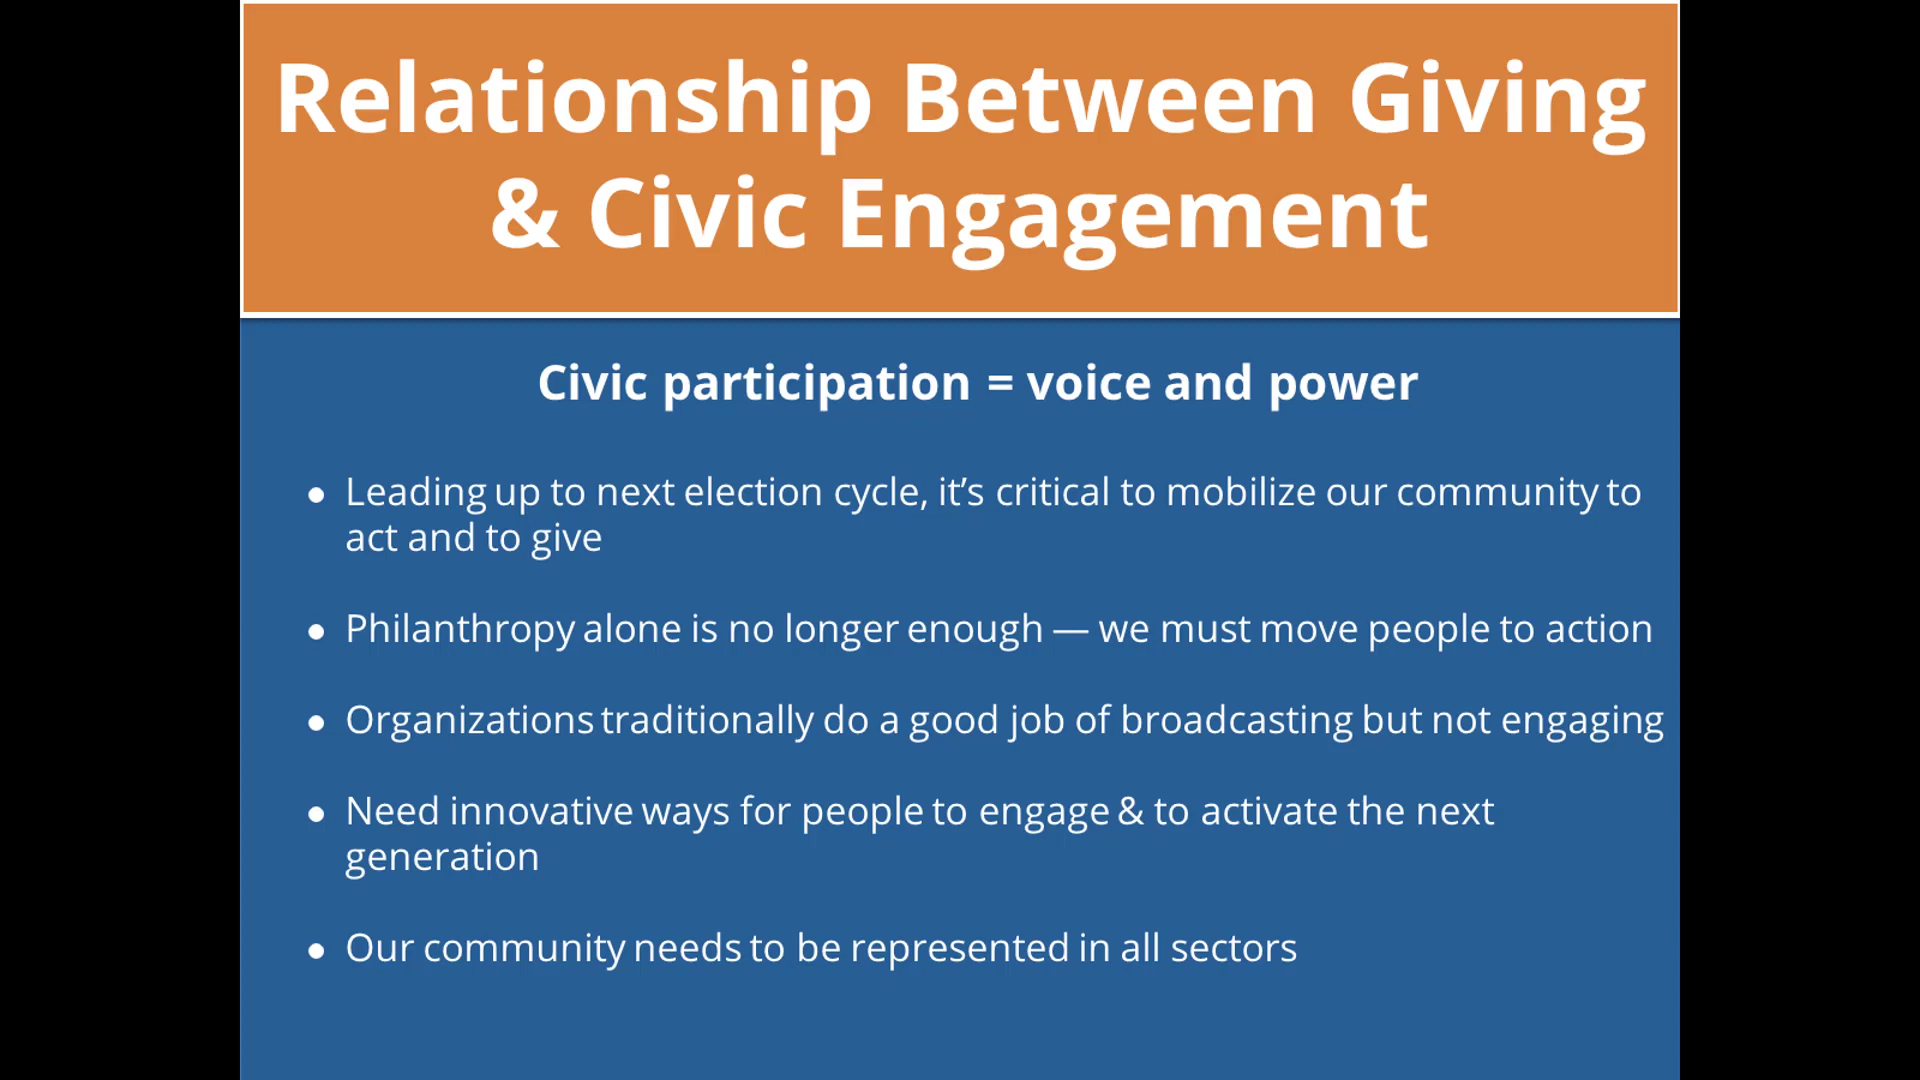 Relationship Between Giving
& Civic Engagement
Civic participation = voice and power
● Leading up to next election cycle, it’s critical to mobilize our community to
act and to give
● Philanthropy alone is no longer enough — we must move people to action
● Organizations traditionally do a good job of broadcasting but not engaging
● Need innovative ways for people to engage & to activate the next
generation
● Our community needs to be represented in all sectors